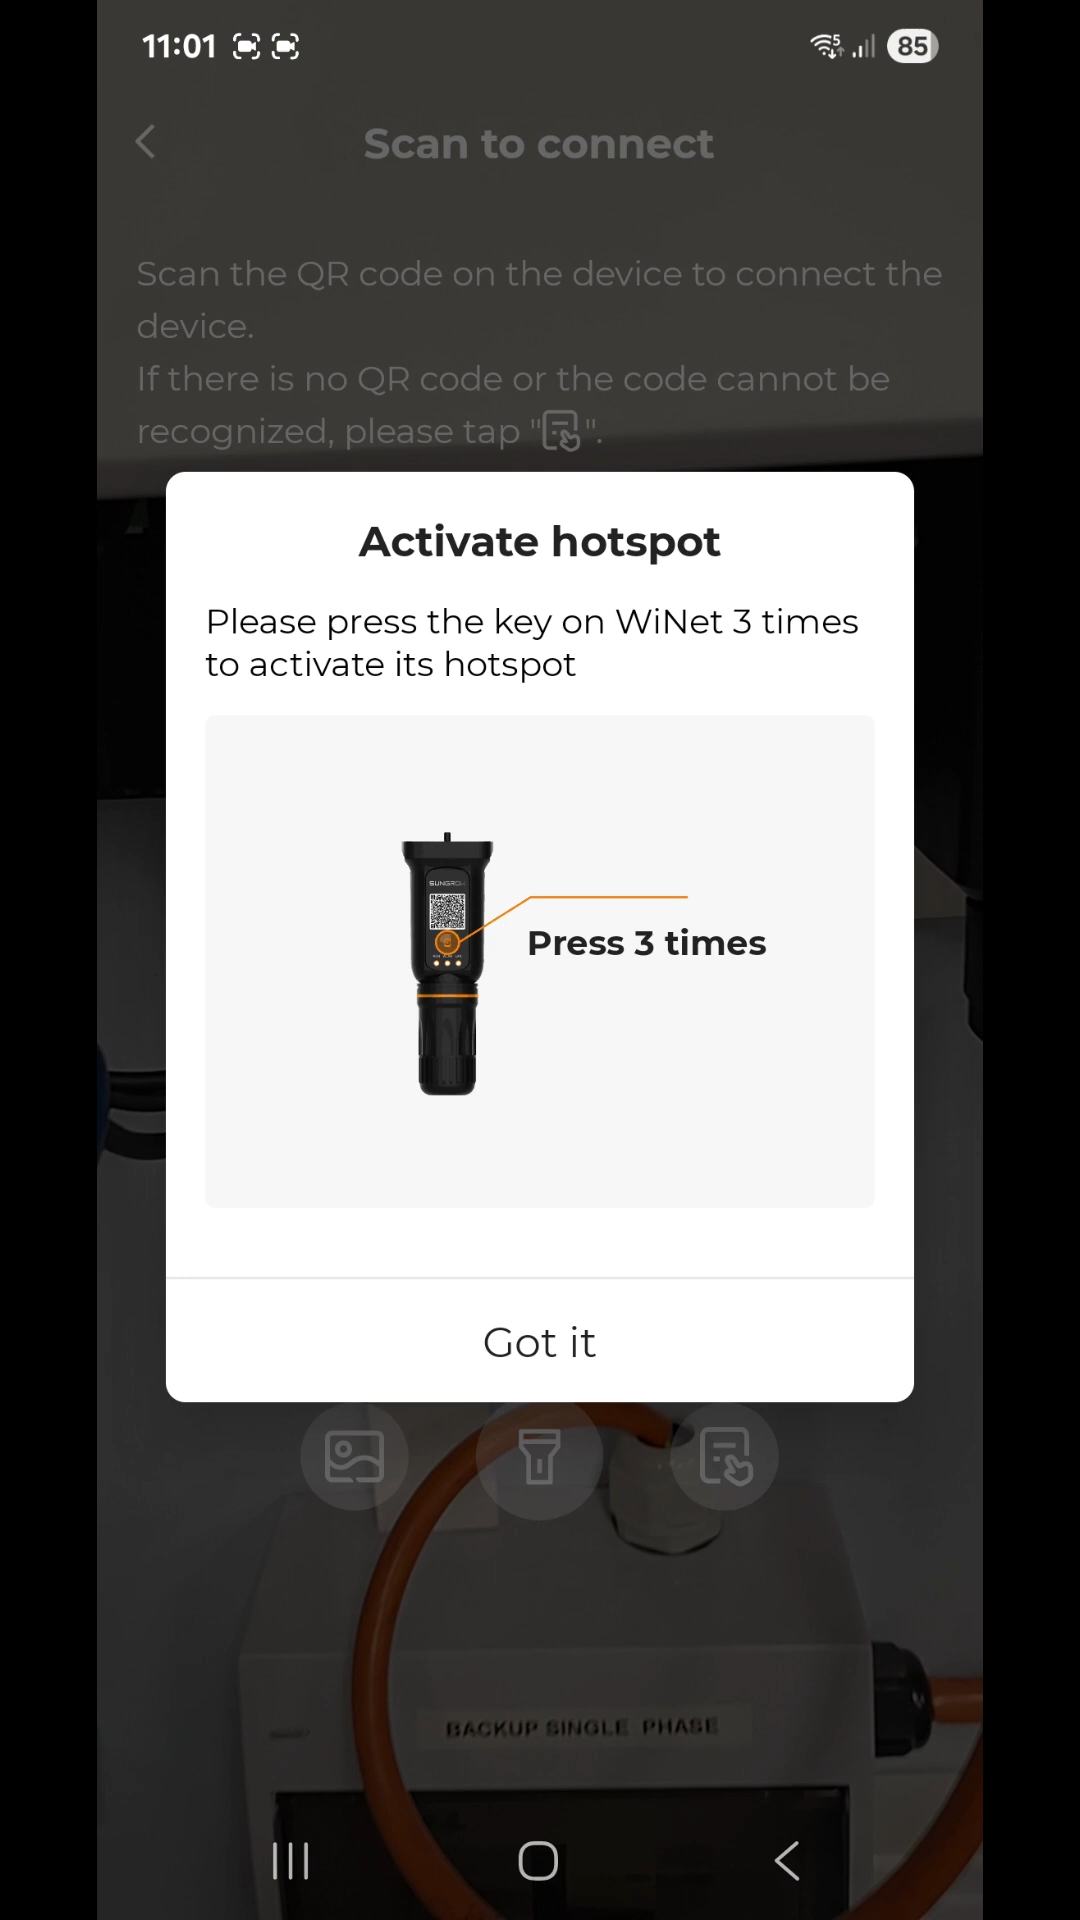 11:01
5
85
Scan to connect
Scan the QR code on the device to connect the
device.
If there is no QR code or the code cannot be
recognized, please tap "".
Activate hotspot
Please press the key on WiNet 3 times
to activate its hotspot
SUNGROW
Press 3 times
Got it
BACKUP SINGLE PHASE